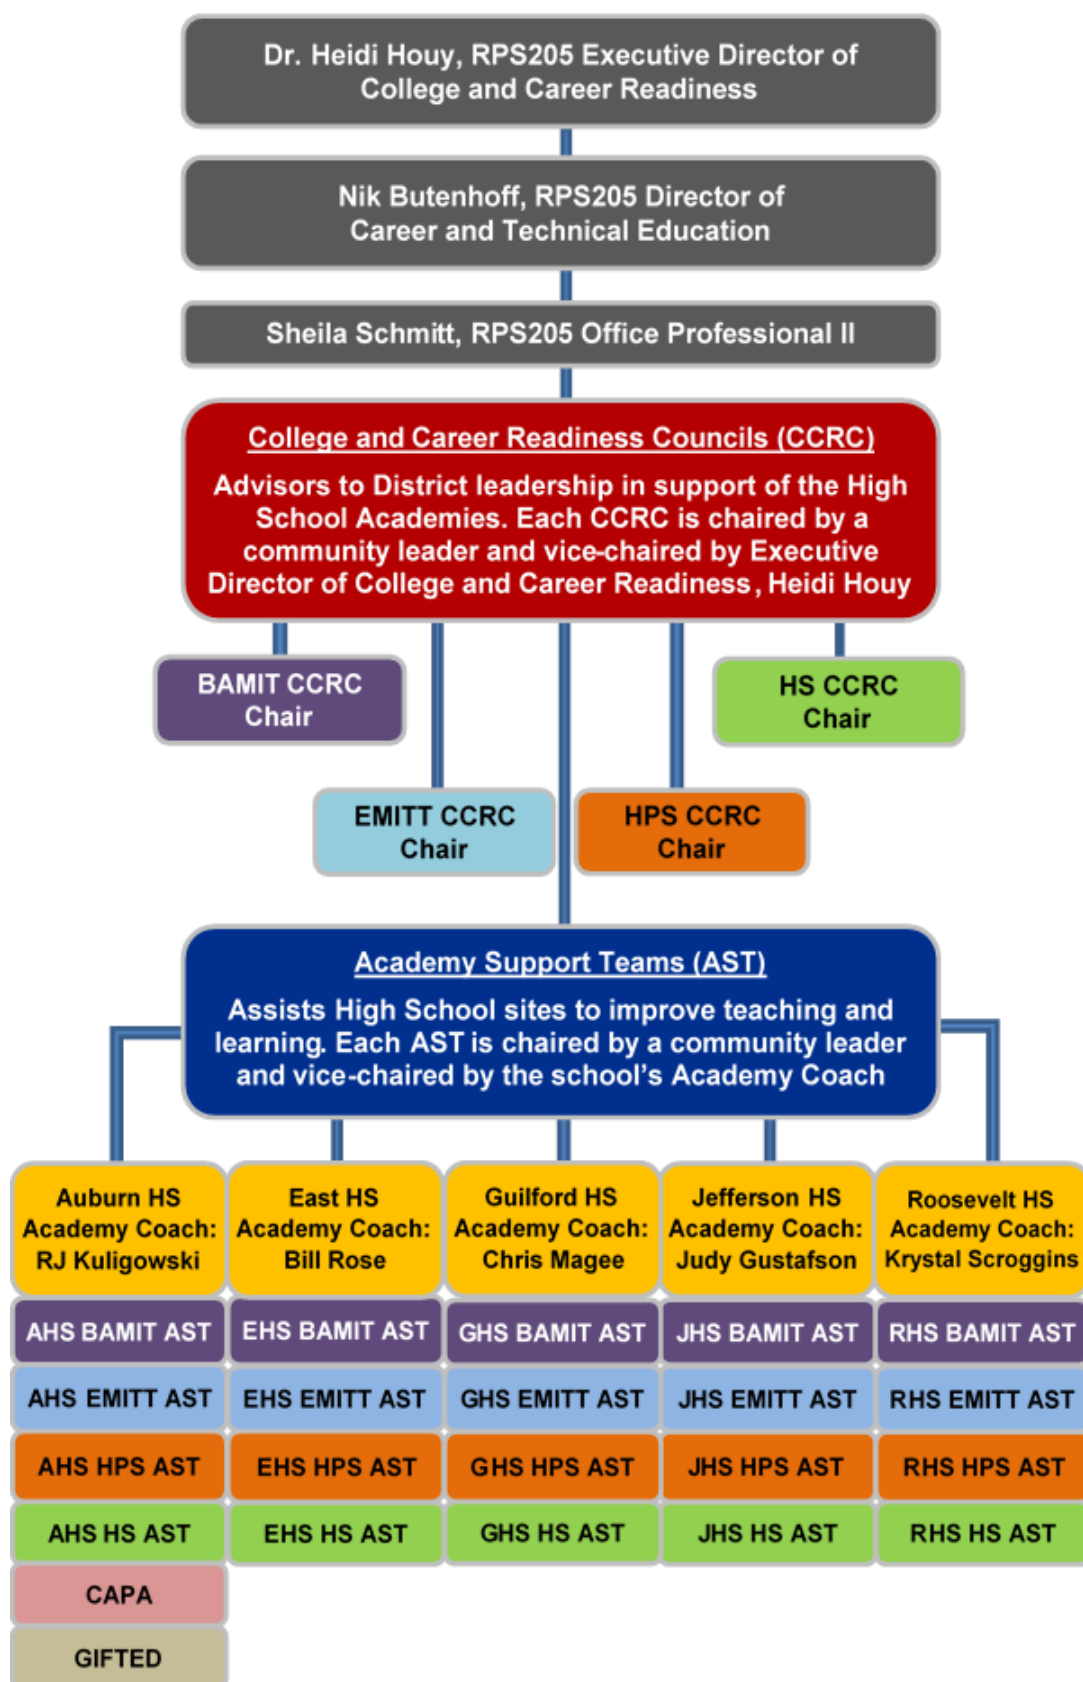 Dr. Heidi Houy, RPS205 Executive Director of
College and Career Readiness
Nik Butenhoff, RPS205 Director of
Career and Technical Education
Sheila Schmitt, RPS205 Office Professional II
College and Career Readiness Councils (CCRC)
Advisors to District leadership in support of the High
School Academies. Each CCRC is chaired by a
community leader and vice-chaired by Executive
Director of College and Career Readiness, Heidi Houy
BAMIT CCRC
Chair
HS CCRC
Chair
EMITT CCRC
Chair
HPS CCRC
Chair
Academy Support Teams (AST)
Assists High School sites to improve teaching and
learning. Each AST is chaired by a community leader
and vice-chaired by the school's Academy Coach
Auburn HS
Academy Coach:
RJ Kuligowski
East HS
Academy Coach:
Bill Rose
Guilford HS
Academy Coach:
Chris Magee
Jefferson HS
Academy Coach:
Judy Gustafson
Roosevelt HS
Academy Coach:
Krystal Scroggins
AHS BAMIT AST
EHS BAMIT AST
GHS BAMIT AST
JHS BAMIT AST
RHS BAMIT AST
AHS EMITT AST
EHS EMITT AST
GHS EMITT AST
JHS EMITT AST
RHS EMITT AST
AHS HPS AST
EHS HPS AST
GHS HPS AST
JHS HPS AST
RHS HPS AST
AHS HS AST
EHS HS AST
GHS HS AST
JHS HS AST
RHS HS AST
CAPA
GIFTED